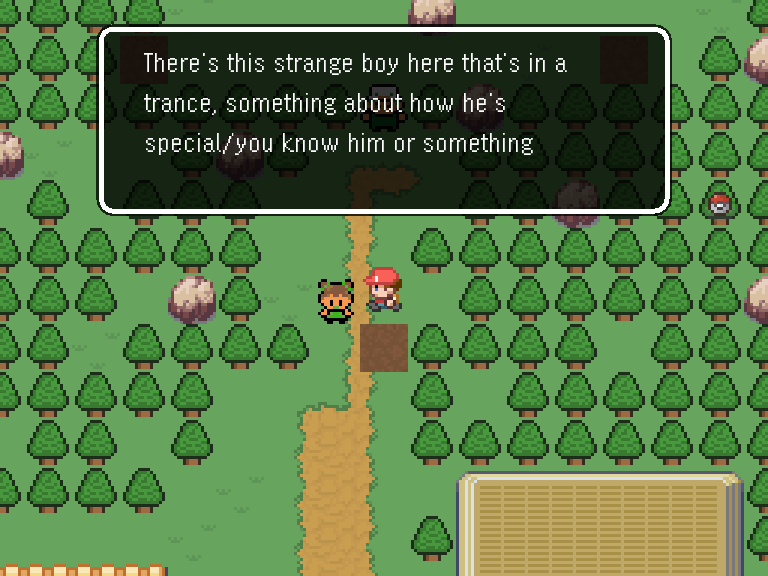 There's this strange boy here that's in a
trance, something about how he's
special/you know him or something